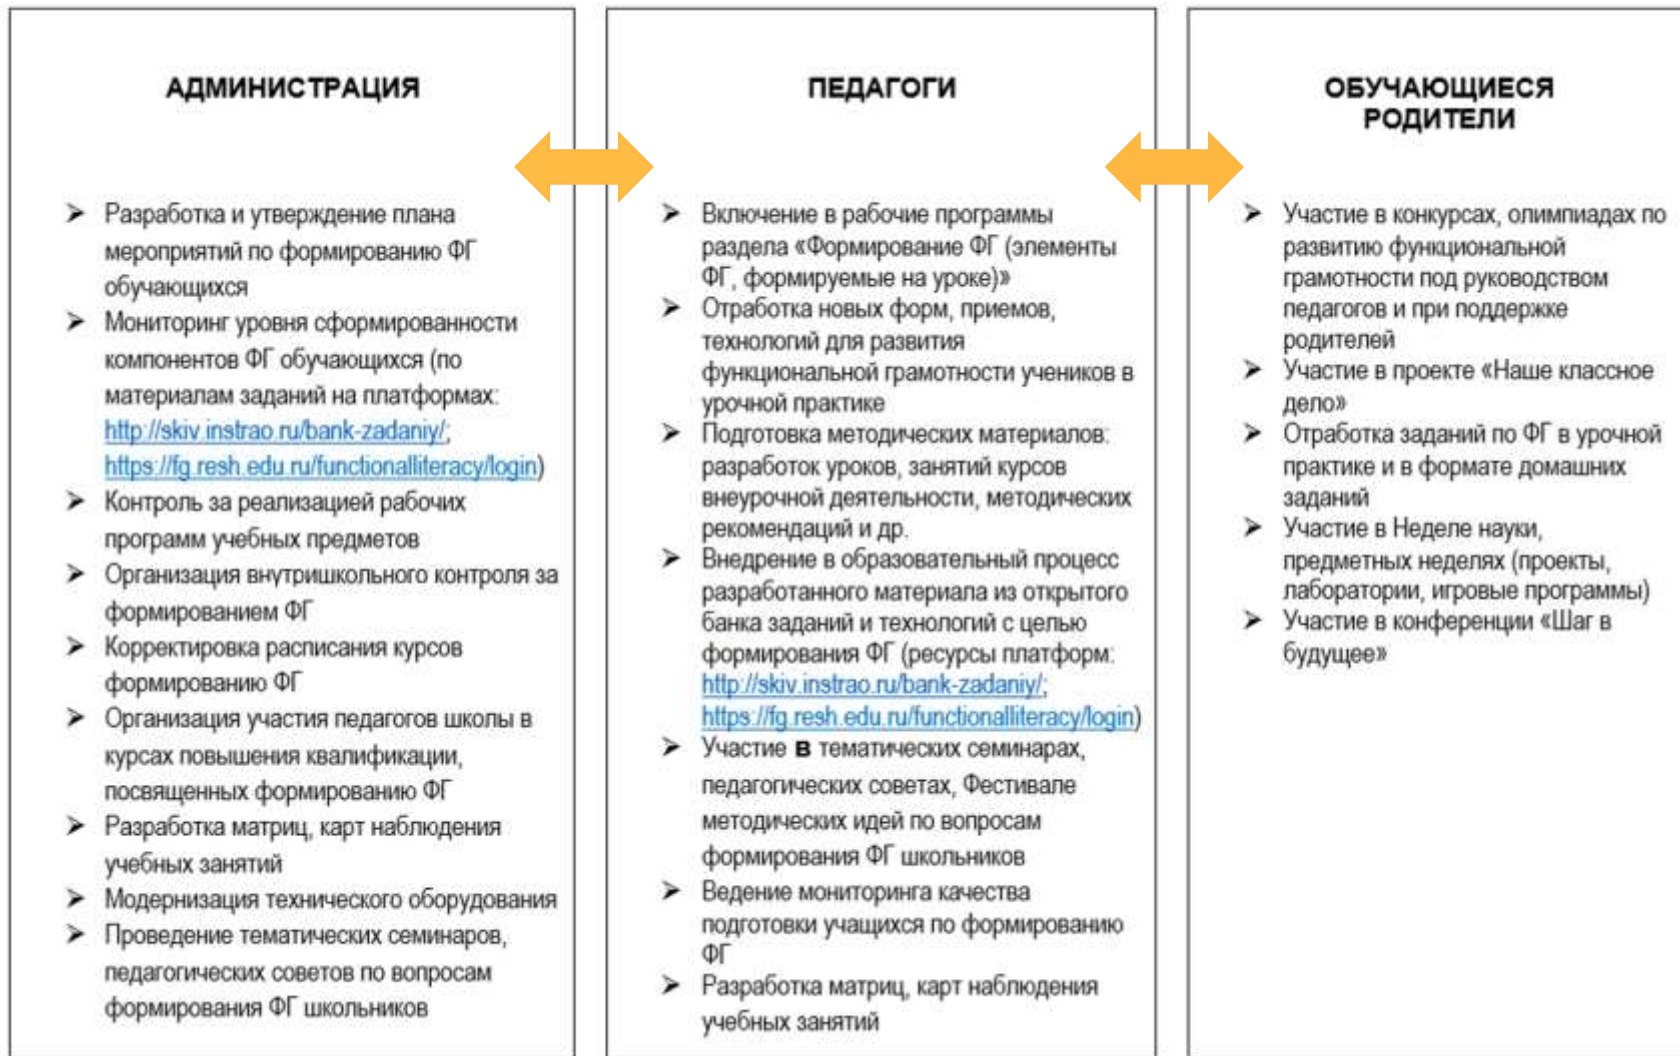 АДМИНИСТРАЦИЯ
➤ Разработка и утверждение плана
мероприятий по формированию ФГ
обучающихся
➤ Мониторинг уровня сформированности
компонентов ФГ обучающихся (по
материалам заданий на платформах:
http://skiv.instrao.ru/bank-zadaniy/;
https://fg.resh.edu.ru/functionalliteracy/login)
➤ Контроль за реализацией рабочих
программ учебных предметов
➤ Организация внутришкольного контроля за
формированием ФГ
➤ Корректировка расписания курсов
формированию ФГ
➤ Организация участия педагогов школы в
курсах повышения квалификации,
посвященных формированию ФГ
➤ Разработка матриц, карт наблюдения
учебных занятий
➤ Модернизация технического оборудования
➤ Проведение тематических семинаров,
педагогических советов по вопросам
формирования ФГ школьников
ПЕДАГОГИ
➤ Включение в рабочие программы
раздела «Формирование ФГ (элементы
ФГ, формируемые на уроке)»
➤ Отработка новых форм, приемов,
технологий для развития
функциональной грамотности учеников в
урочной практике
➤ Подготовка методических материалов:
разработок уроков, занятий курсов
внеурочной деятельности, методических
рекомендаций и др.
➤ Внедрение в образовательный процесс
разработанного материала из открытого
банка заданий и технологий с целью
формирования ФГ (ресурсы платформ:
http://skiv.instrao.ru/bank-zadaniy/;
https://fg.resh.edu.ru/functionalliteracy/login)
➤ Участие в тематических семинарах,
педагогических советах, Фестивале
методических идей по вопросам
формирования ФГ школьников
➤ Ведение мониторинга качества
подготовки учащихся по формированию
ФГ
➤ Разработка матриц, карт наблюдения
учебных занятий
ОБУЧАЮЩИЕСЯ
РОДИТЕЛИ
➤ Участие в конкурсах, олимпиадах по
развитию функциональной
грамотности под руководством
педагогов и при поддержке
родителей
➤ Участие в проекте «Наше классное
дело»
➤ Отработка заданий по ФГ в урочной
практике и в формате домашних
заданий
➤ Участие в Неделе науки,
предметных неделях (проекты,
лаборатории, игровые программы)
➤ Участие в конференции «Шаг в
будущее»